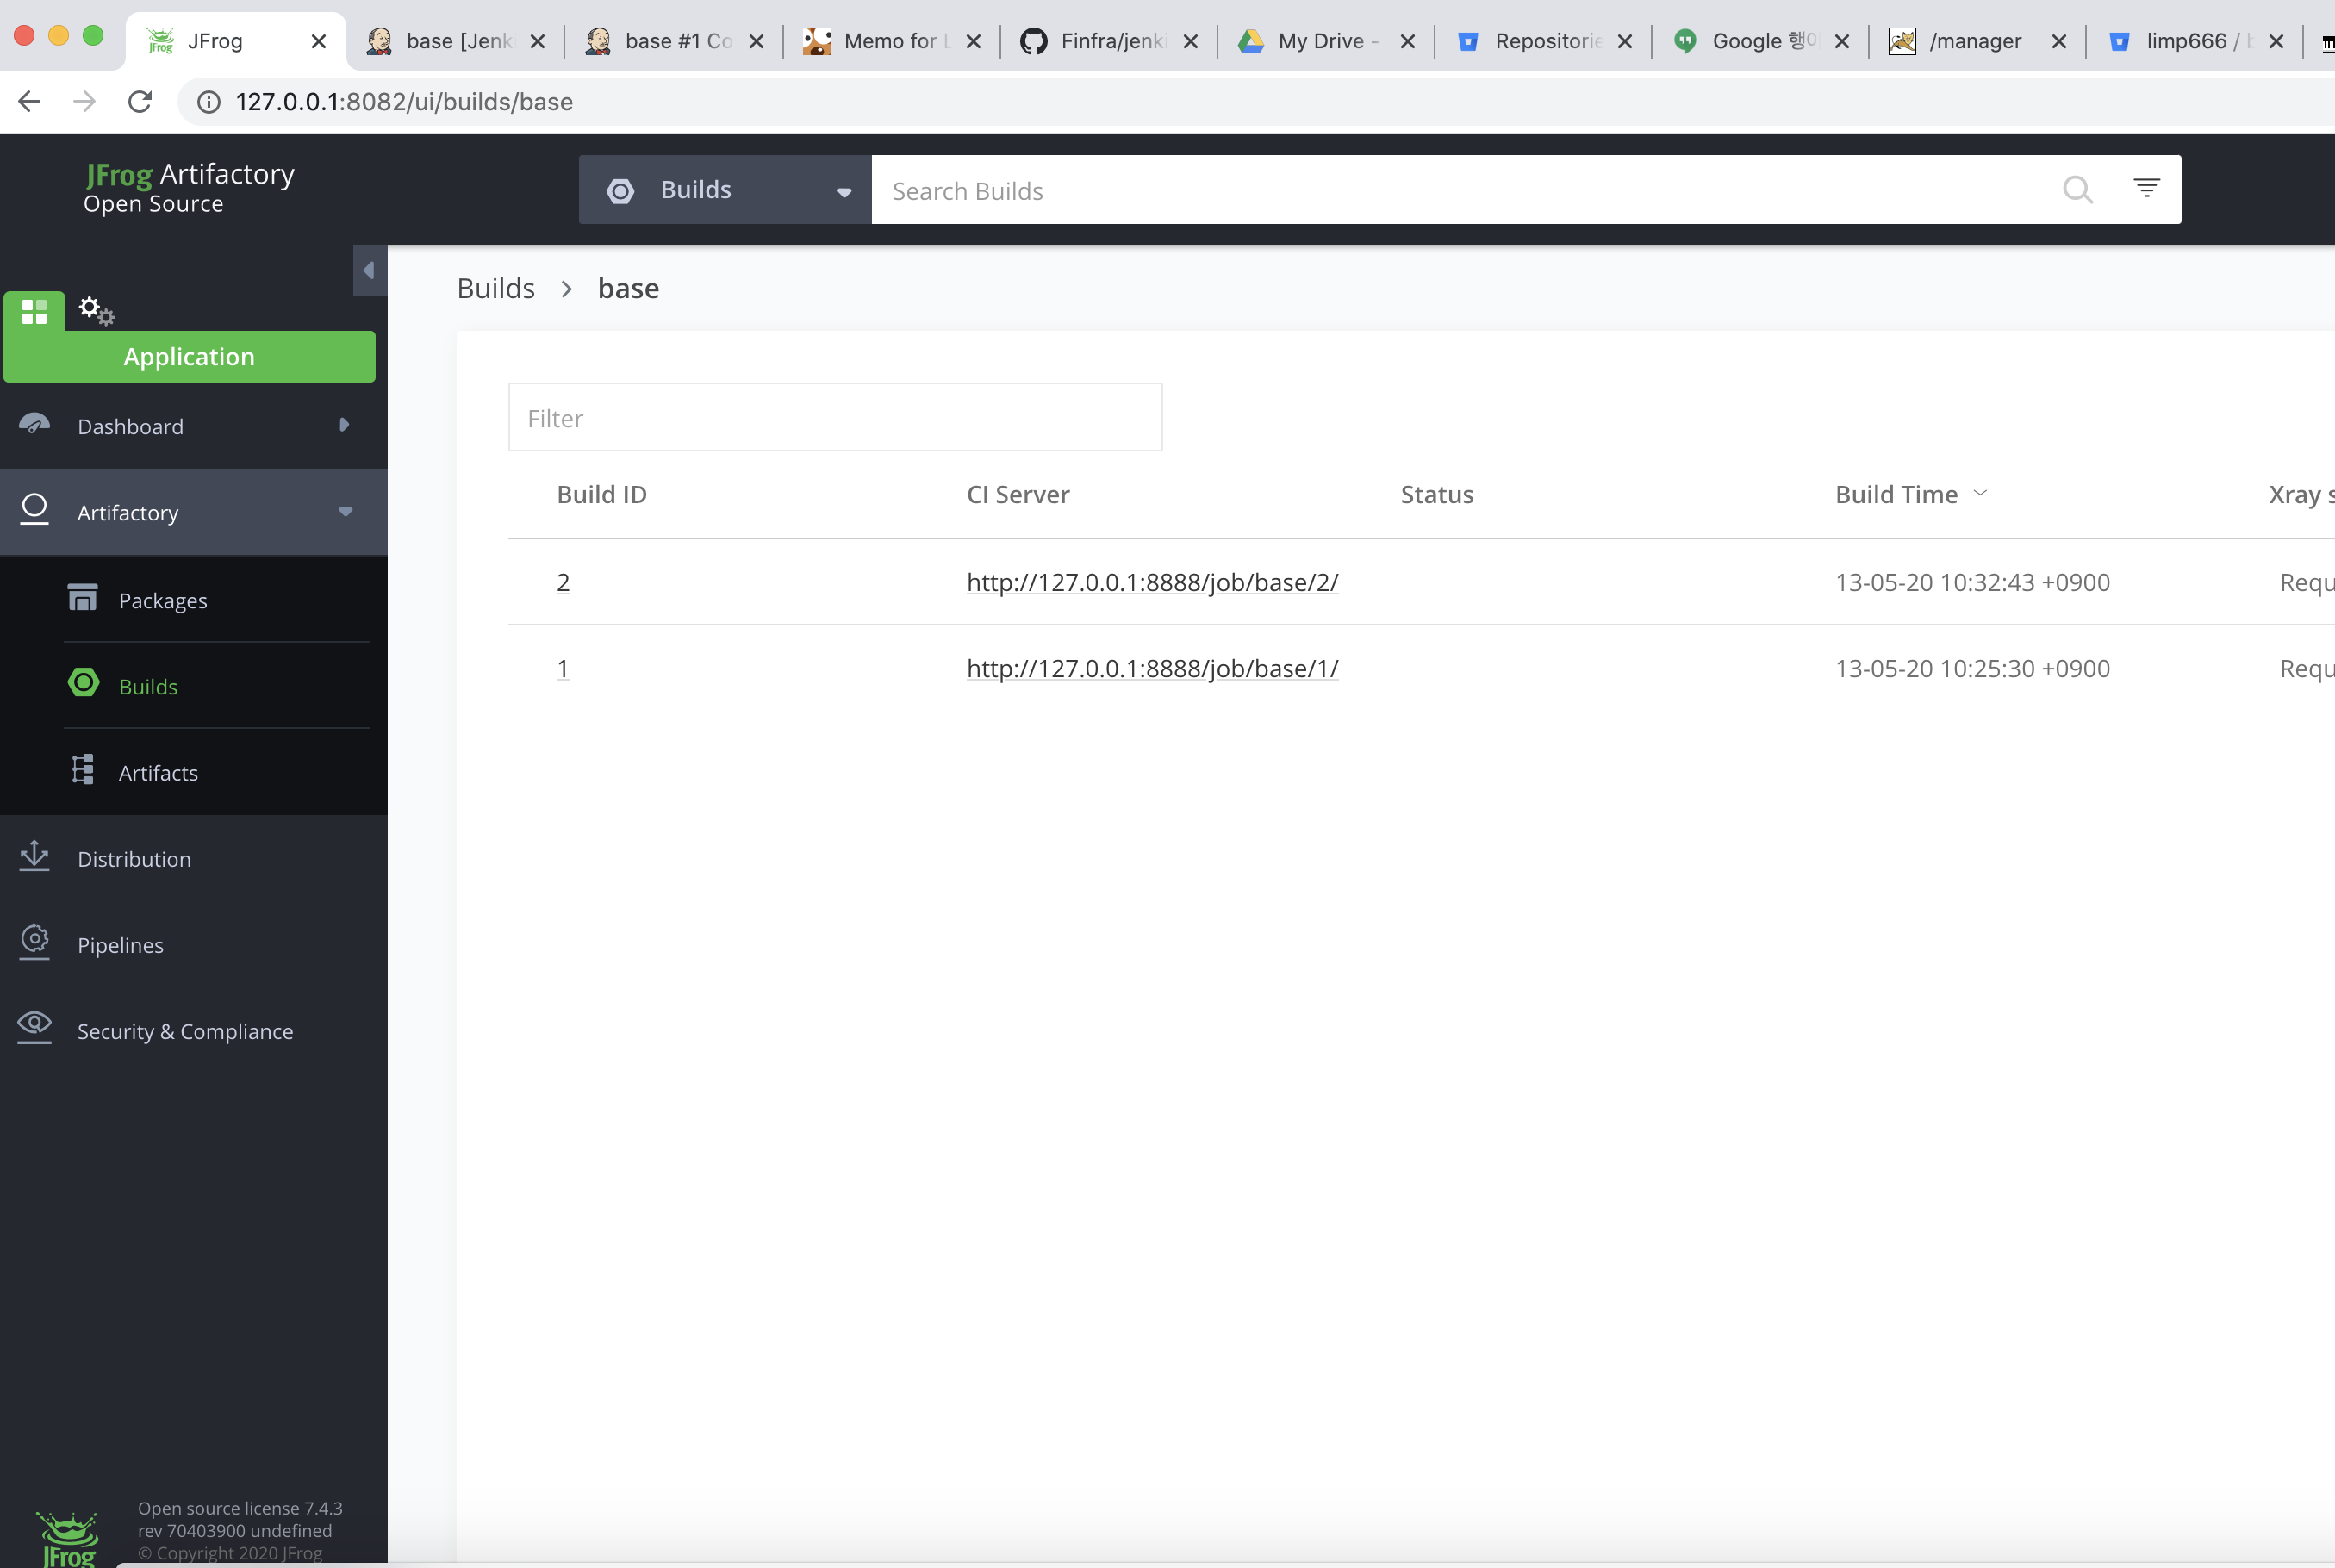 JFrog
base [Jenk
base #1 Co
Memo for L
Finfra/jenki
My Drive -
Repositorie
Google 행아
/manager
limp666 / b
127.0.0.1:8082/ui/builds/base
JFrog Artifactory
Open Source
Builds
Search Builds
Builds > base
Application
Filter
Dashboard
Build ID CI Server Status Build Time Xray s
Artifactory
2 http://127.0.0.1:8888/job/base/2/ 13-05-20 10:32:43 +0900 Requ
Packages
1 http://127.0.0.1:8888/job/base/1/ 13-05-20 10:25:30 +0900 Requ
Builds
Artifacts
Distribution
Pipelines
Security & Compliance
Open source license 7.4.3
rev 70403900 undefined
© Copyright 2020 JFrog
JFrog